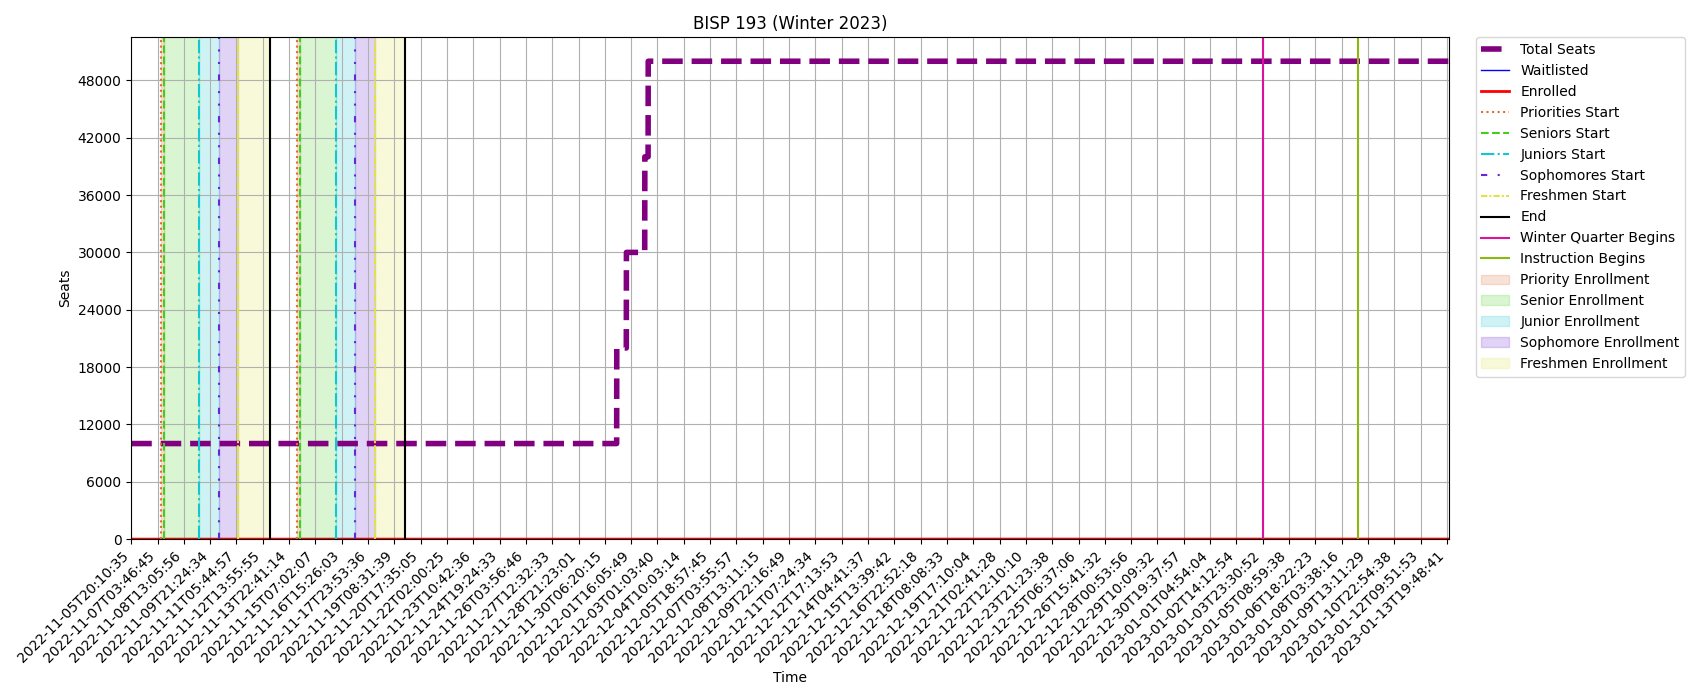 BISP 193 (Winter 2023)
Seats
48000
42000
36000
30000
24000
18000
12000
6000
0
2022-11-05T20:10:35
2022-11-07T03:46:45
2022-11-08T13:05:56
2022-11-09T21:24:34
2022-11-11T05:44:57
2022-11-12T13:55:55
2022-11-13T22:41:14
2022-11-15T07:02:07
2022-11-16T15:26:03
2022-11-17T23:53:36
2022-11-19T08:31:39
2022-11-20T17:35:05
2022-11-22T02:00:25
2022-11-23T10:42:36
2022-11-24T19:24:33
2022-11-26T03:56:46
2022-11-27T12:32:33
2022-11-28T21:23:01
2022-11-30T06:20:15
2022-12-01T16:05:49
2022-12-03T01:03:40
2022-12-04T10:03:14
2022-12-05T18:57:45
2022-12-07T03:55:57
2022-12-08T13:11:15
2022-12-09T22:16:49
2022-12-11T07:24:34
2022-12-12T17:13:53
2022-12-14T04:41:37
2022-12-15T13:39:42
2022-12-16T22:52:18
2022-12-18T08:08:33
2022-12-19T17:10:04
2022-12-21T02:41:28
2022-12-22T12:10:10
2022-12-23T21:23:38
2022-12-25T06:37:06
2022-12-26T15:41:32
2022-12-28T00:53:56
2022-12-29T10:09:32
2022-12-30T19:37:57
2023-01-01T04:54:04
2023-01-02T14:12:54
2023-01-03T23:30:52
2023-01-05T08:59:38
2023-01-06T18:22:23
2023-01-08T03:38:16
2023-01-09T13:11:29
2023-01-10T22:54:38
2023-01-12T09:51:53
2023-01-13T19:48:41
Time
Total Seats
Waitlisted
Enrolled
Priorities Start
Seniors Start
Juniors Start
Sophomores Start
Freshmen Start
End
Winter Quarter Begins
Instruction Begins
Priority Enrollment
Senior Enrollment
Junior Enrollment
Sophomore Enrollment
Freshmen Enrollment